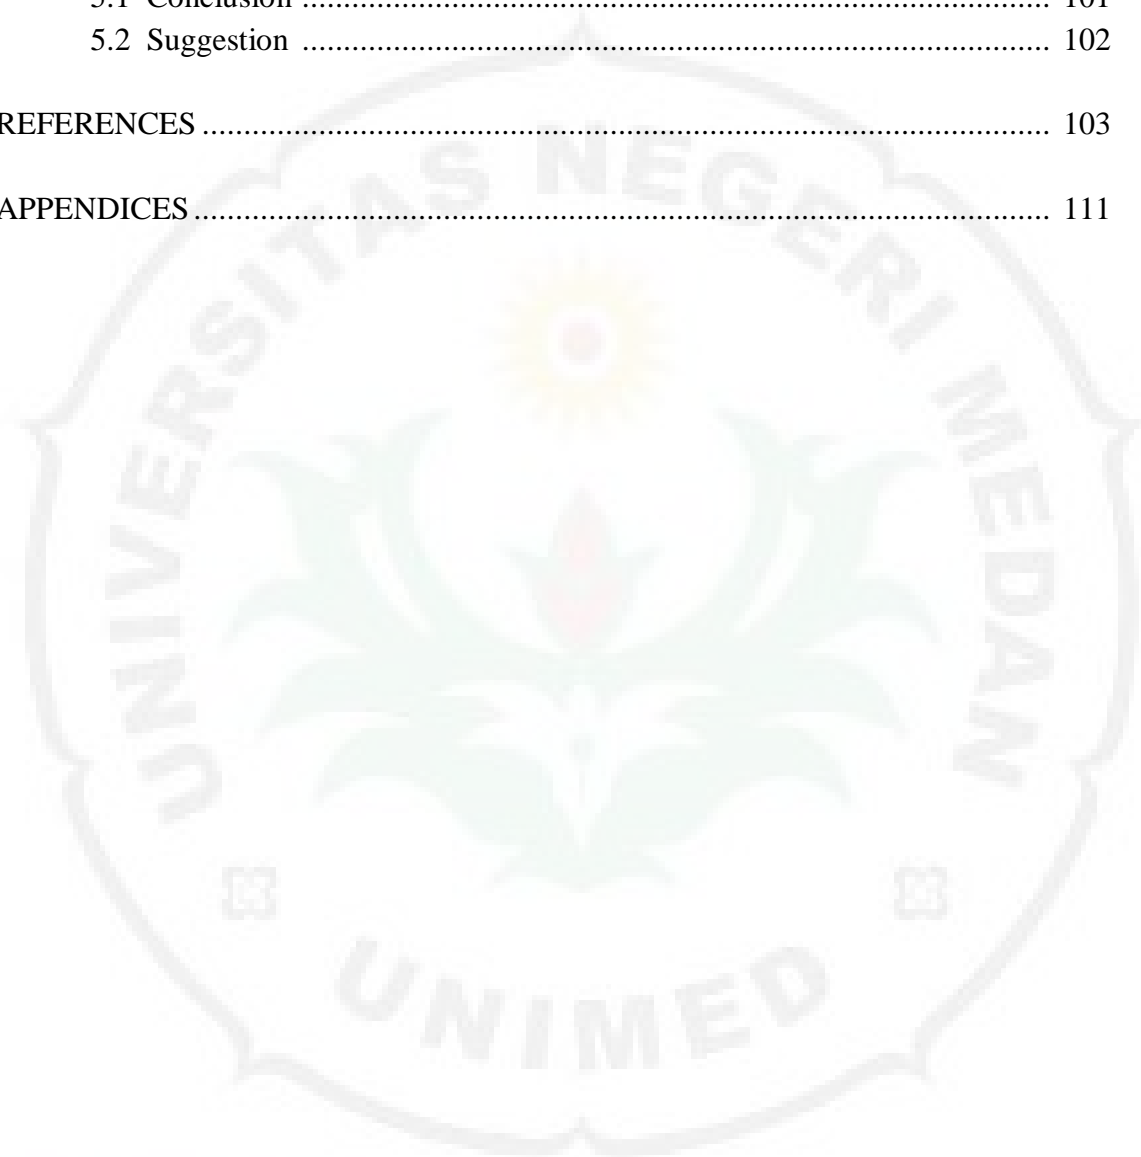 5.1 Conclusion .......................................................................................... 101
5.2 Suggestion .......................................................................................... 102
REFERENCES ...................................................................................................... 103
APPENDICES ....................................................................................................... 111
UNIVERSITAS NEGERI MEDAN
UNIMED